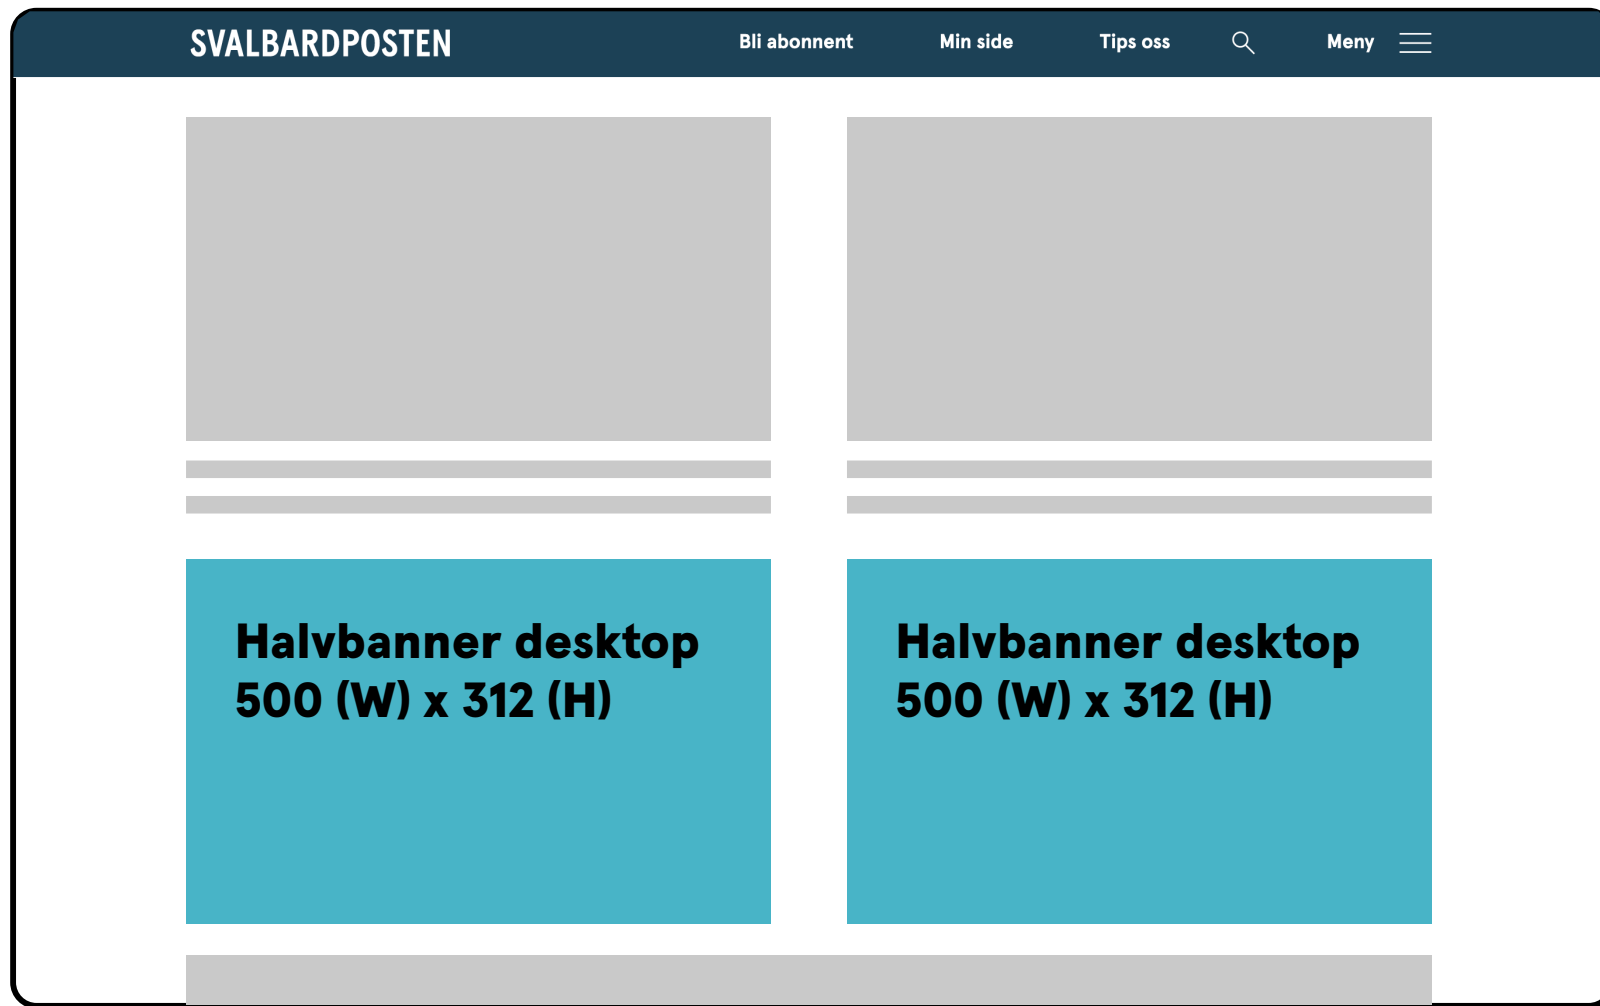 SVALBARDPOSTEN
Bli abonnent
Min side
Tips oss
Meny
Halvbanner desktop
500 (W) x 312 (H)
Halvbanner desktop
500 (W) x 312 (H)